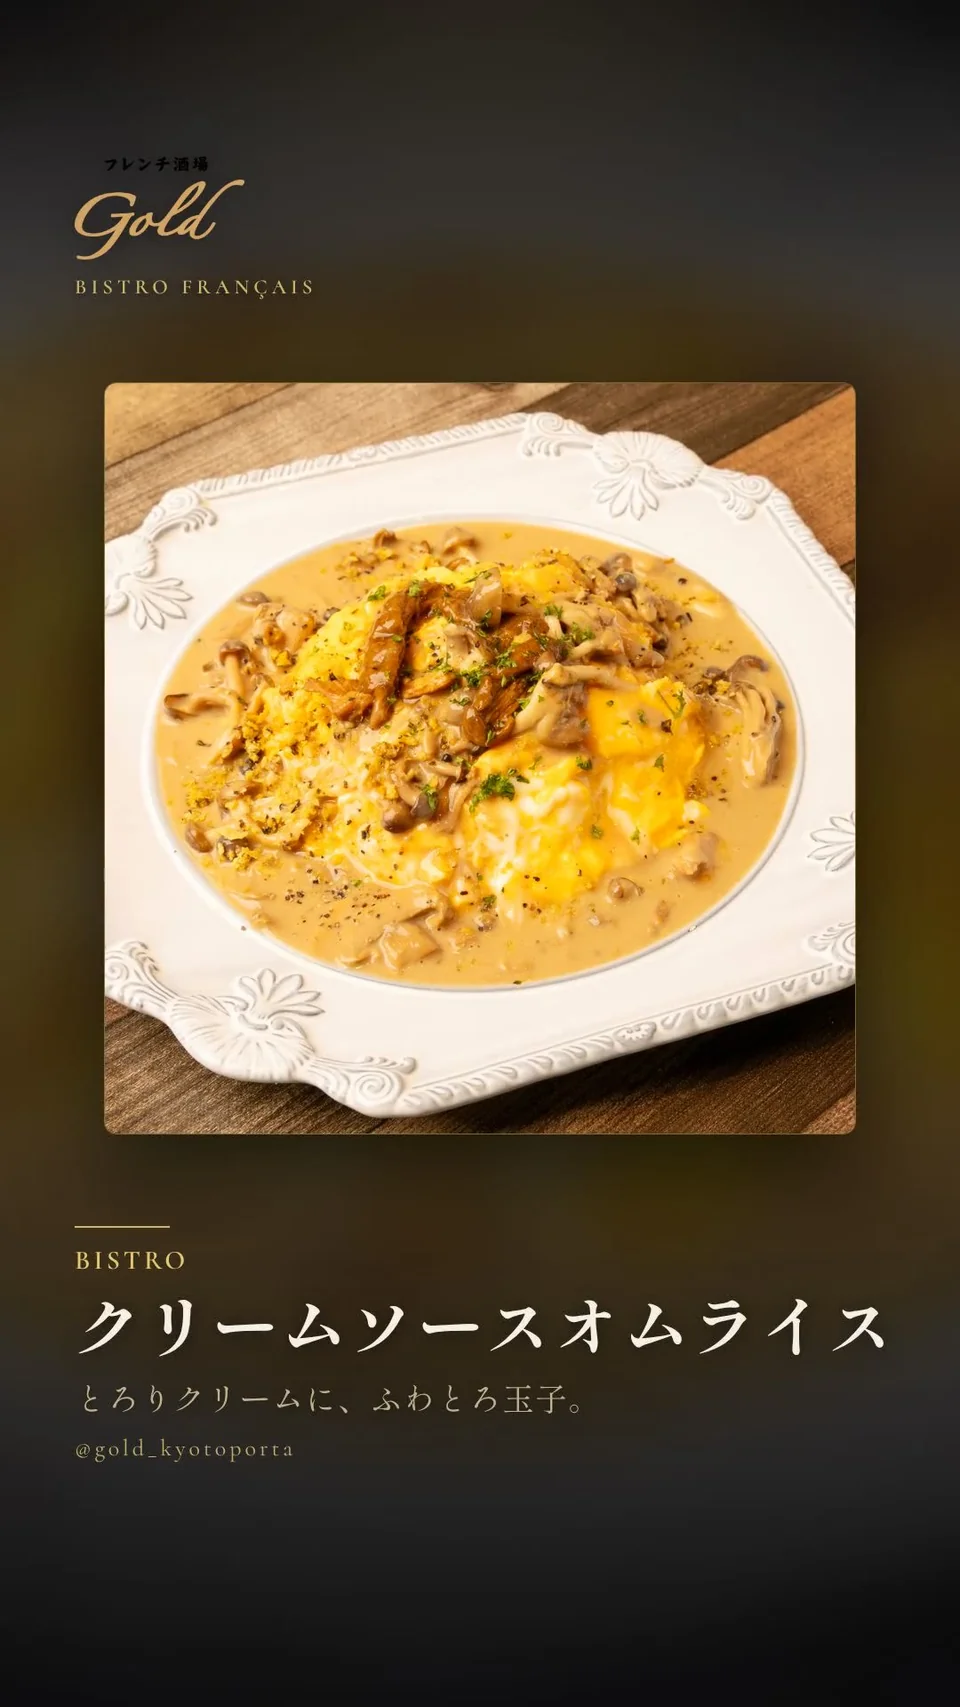 フレンチ酒場
Gold
BISTRO FRANÇAIS
BISTRO
クリームソースオムライス
とろりクリームに、ふわとろ玉子。
@gold_kyotoporta